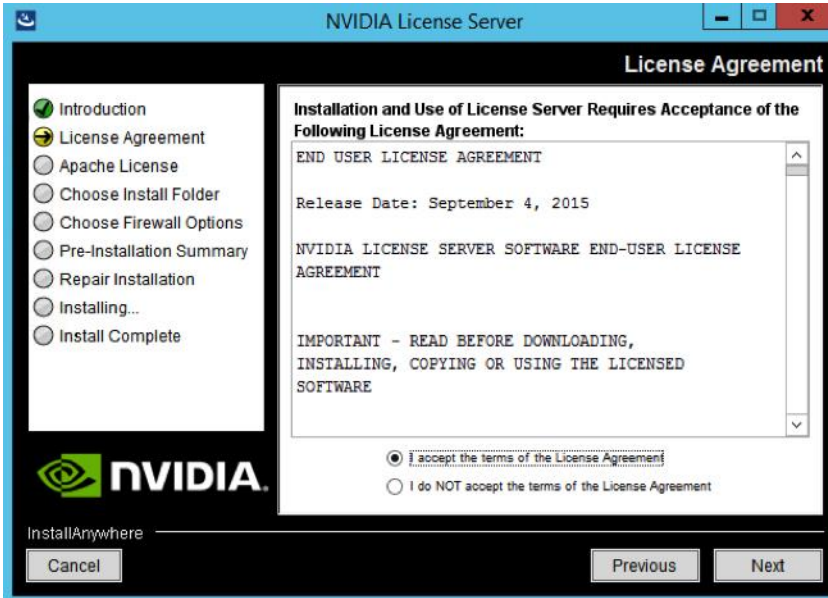 NVIDIA License Server
License Agreement
Introduction
License Agreement
Apache License
Choose Install Folder
Choose Firewall Options
Pre-Installation Summary
Repair Installation
Installing...
Install Complete
Installation and Use of License Server Requires Acceptance of the
Following License Agreement:
END USER LICENSE AGREEMENT
Release Date: September 4, 2015
NVIDIA LICENSE SERVER SOFTWARE END-USER LICENSE
AGREEMENT
IMPORTANT - READ BEFORE DOWNLOADING,
INSTALLING, COPYING OR USING THE LICENSED
SOFTWARE
I accept the terms of the License Agreement
I do NOT accept the terms of the License Agreement
NVIDIA.
InstallAnywhere
Cancel
Previous
Next